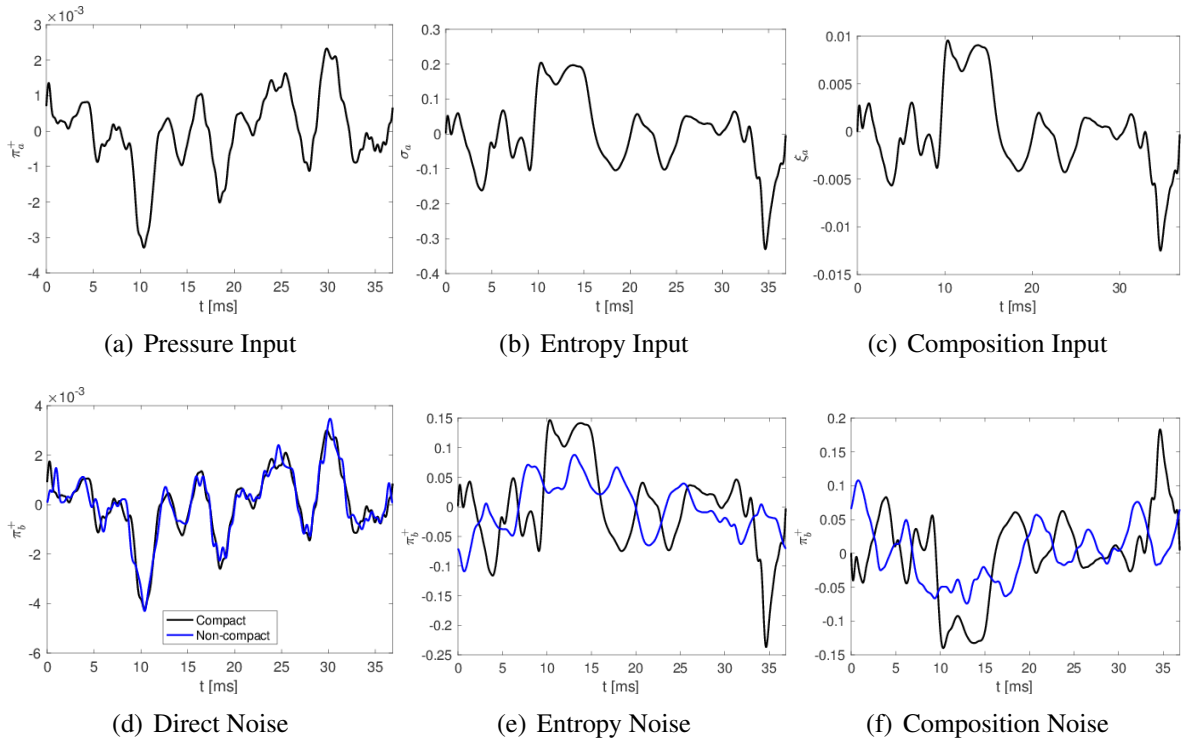 ×10⁻³
3
2
1
0
-1
-2
-3
-4
π_a^+
0 5 10 15 20 25 30 35
t [ms]
(a) Pressure Input
0.3
0.2
0.1
0
-0.1
-0.2
-0.3
-0.4
σ_a
0 5 10 15 20 25 30 35
t [ms]
(b) Entropy Input
0.01
0.005
0
-0.005
-0.01
-0.015
ξ_a
0 10 20 30
t [ms]
(c) Composition Input
×10⁻³
4
2
0
-2
-4
-6
π_b^+
Compact
Non-compact
0 5 10 15 20 25 30 35
t [ms]
(d) Direct Noise
0.15
0.1
0.05
0
-0.05
-0.1
-0.15
-0.2
-0.25
π_b^+
0 5 10 15 20 25 30 35
t [ms]
(e) Entropy Noise
0.2
0.15
0.1
0.05
0
-0.05
-0.1
-0.15
π_b^+
0 5 10 15 20 25 30 35
t [ms]
(f) Composition Noise